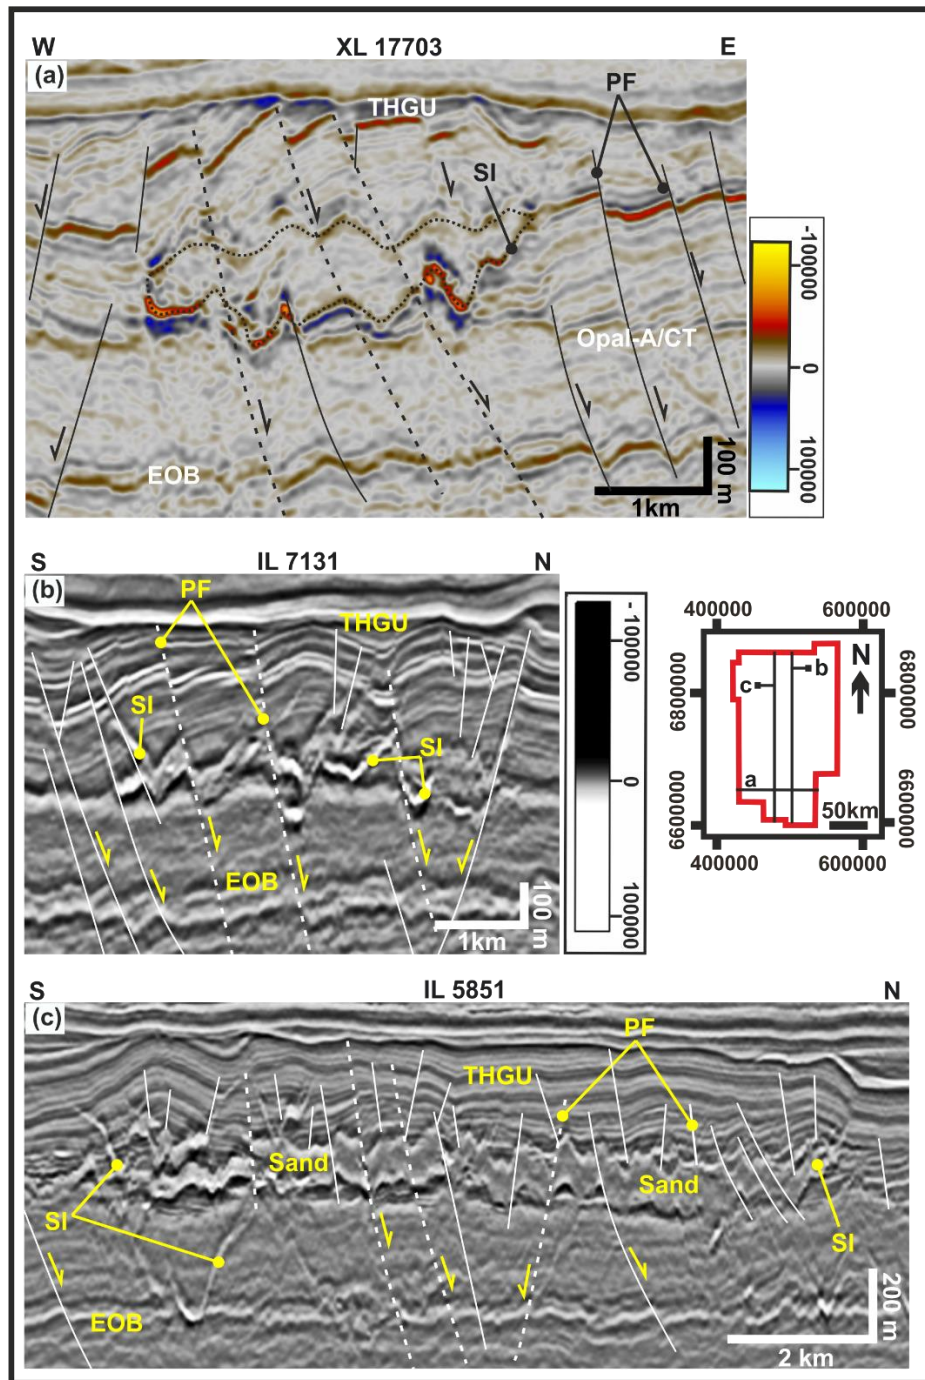 W XL 17703 E
(a)
THGU
PF
SI
Opal-A/CT
EOB
100 m
1km
-100000
0
100000
S IL 7131 N
(b)
PF
THGU
SI
SI
EOB
100 m
1km
-100000
0
100000
400000 600000
6800000 6800000
N
b
c
a
50km
6600000 6600000
400000 600000
S IL 5851 N
(c)
PF
THGU
Sand
Sand
SI
SI
EOB
200 m
2 km